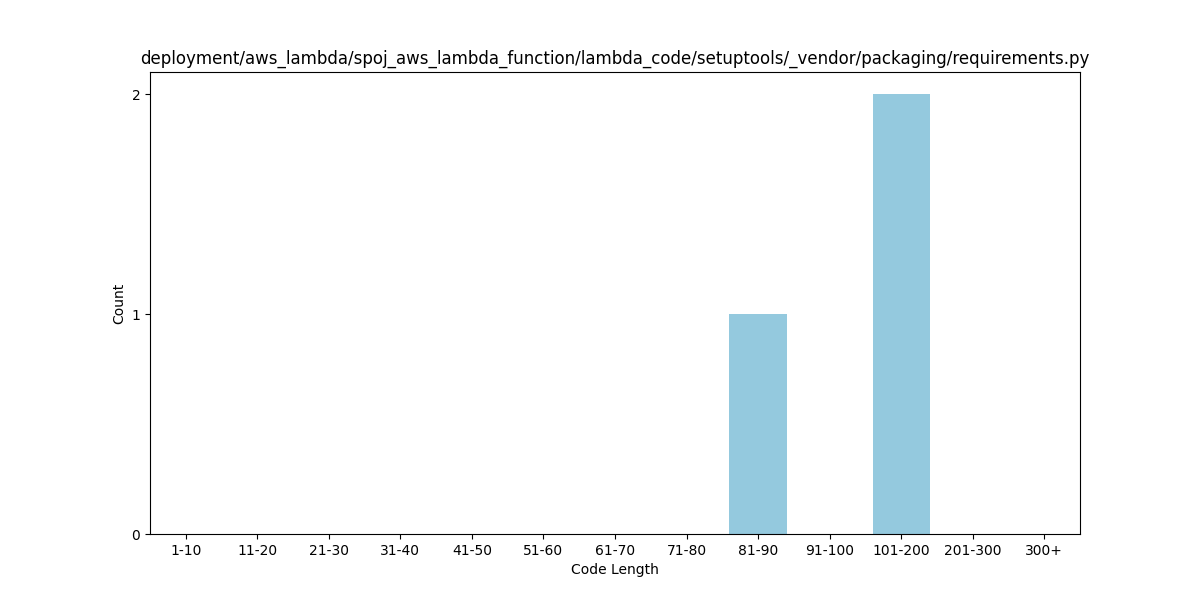 deployment/aws_lambda/spoj_aws_lambda_function/lambda_code/setuptools/_vendor/packaging/requirements.py
2
1
0
Count
1-10 11-20 21-30 31-40 41-50 51-60 61-70 71-80 81-90 91-100 101-200 201-300 300+
Code Length